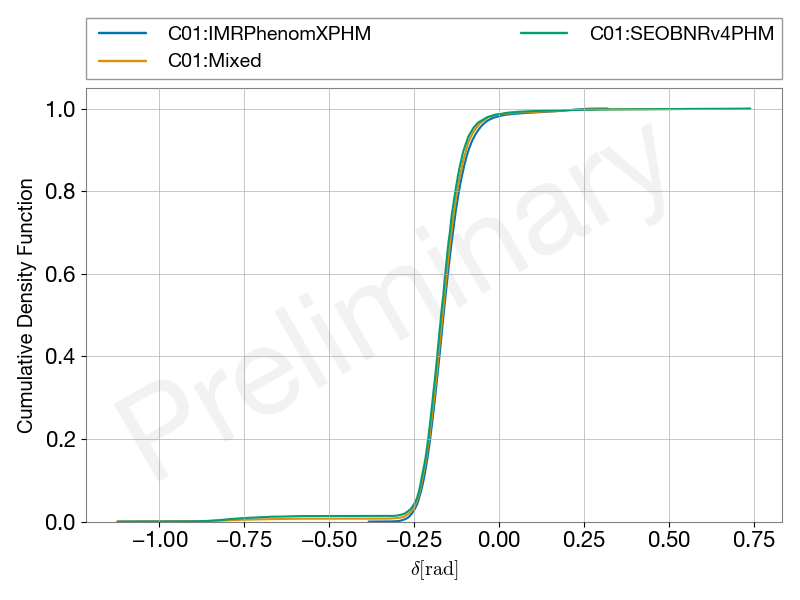 C01:IMRPhenomXPHM
C01:Mixed
C01:SEOBNRv4PHM
Preliminary
Cumulative Density Function
1.0
0.8
0.6
0.4
0.2
0.0
−1.00 −0.75 −0.50 −0.25 0.00 0.25 0.50 0.75
δ[rad]